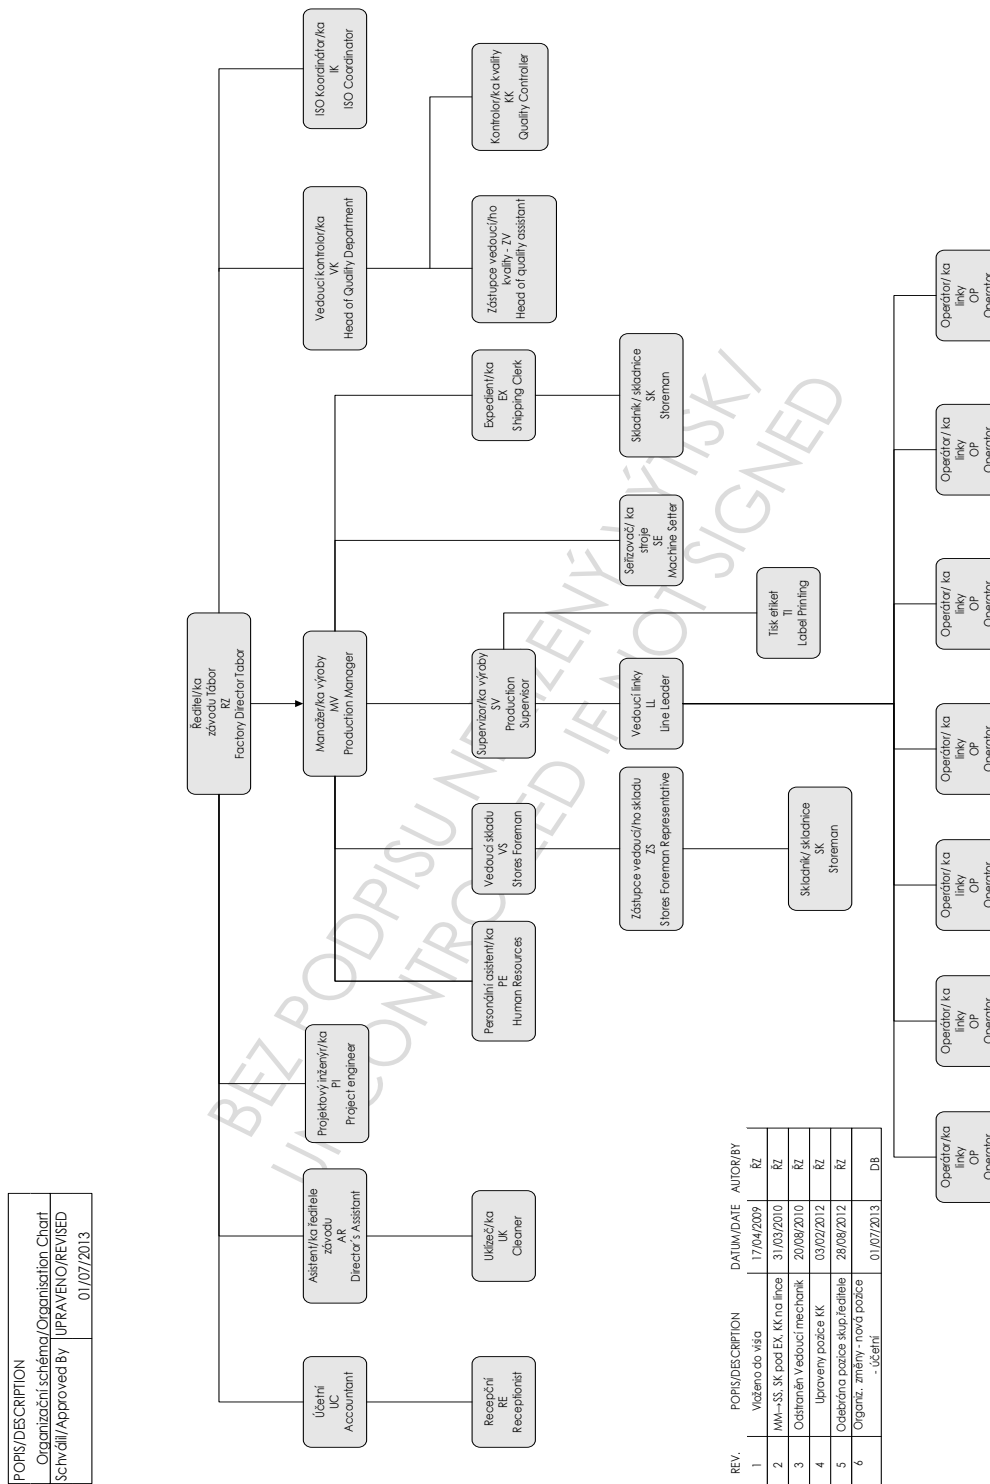 POPIS/DESCRIPTION
Organizační schéma/Organisation Chart
Schválil/Approved By UPRAVENO/REVISED
01/07/2013
Ředitel/ka
závodu Tábor
RZ
Factory Director Tabor
Účetní
UC
Accountant
Asistent/ka ředitele
závodu
AR
Director´s Assistant
Projektový inženýr/ka
PI
Project engineer
Manažer/ka výroby
MV
Production Manager
Vedoucí kontrolor/ka
VK
Head of Quality Department
ISO Koordinátor/ka
IK
ISO Coordinator
Recepční
RE
Receptionist
Uklízeč/ka
UK
Cleaner
Personální asistent/ka
PE
Human Resources
Vedoucí skladu
VS
Stores Foreman
Supervizor/ka výroby
SV
Production
Supervisor
Expedient/ka
EX
Shipping Clerk
Zástupce vedoucí/ho
kvality - ZV
Head of quality assistant
Kontrolor/ka kvality
KK
Quality Controller
Zástupce vedoucí/ho skladu
ZS
Stores Foreman Representative
Vedoucí linky
LL
Line Leader
Seřizovač/ ka
stroje
SE
Machine Setter
Skladník/ skladnice
SK
Storeman
Skladník/ skladnice
SK
Storeman
Tisk etiket
TI
Label Printing
Operátor/ka
linky
OP
Operator
Operátor/ ka
linky
OP
Operator
Operátor/ ka
linky
OP
Operator
Operátor/ ka
linky
OP
Operator
Operátor/ ka
linky
OP
Operator
Operátor/ ka
linky
OP
Operator
Operátor/ ka
linky
OP
Operator
REV. POPIS/DESCRIPTION DATUM/DATE AUTOR/BY
1 Vloženo do visia 17/04/2009 ŘZ
2 MM→SS, SK pod EX, KK na lince 31/03/2010 ŘZ
3 Odstraněn Vedoucí mechanik 20/08/2010 ŘZ
4 Upraveny pozice KK 03/02/2012 ŘZ
5 Odebrána pozice skup.ředitele 28/08/2012 ŘZ
6 Organiz. změny - nová pozice
- účetní 01/07/2013 DB
BEZ PODPISU NEŘÍZENÝ VÝTISK/
UNCONTROLLED IF NOT SIGNED